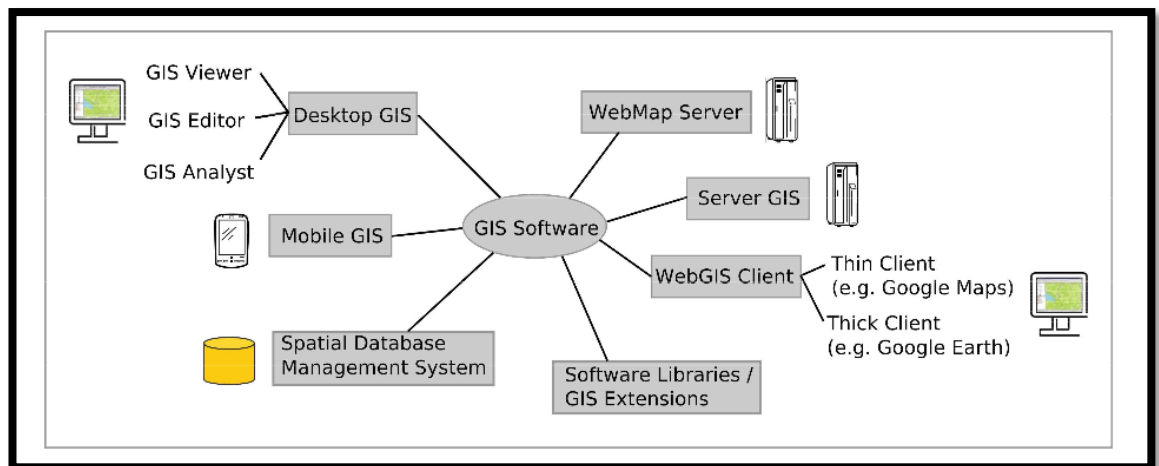 GIS Viewer
GIS Editor
GIS Analyst
Desktop GIS
Mobile GIS
Spatial Database
Management System
GIS Software
WebMap Server
Server GIS
WebGIS Client
Thin Client
(e.g. Google Maps)
Thick Client
(e.g. Google Earth)
Software Libraries /
GIS Extensions